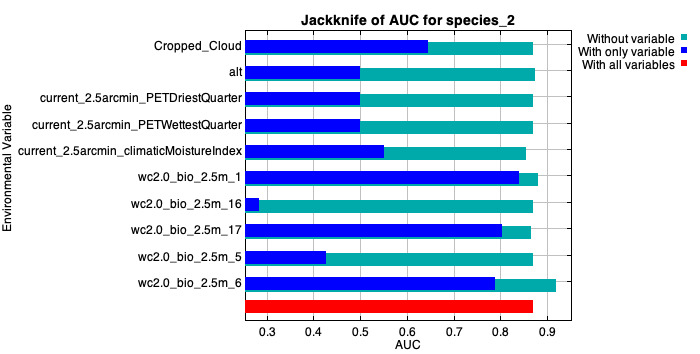 Jackknife of AUC for species_2
Without variable
With only variable
With all variables
Environmental Variable
Cropped_Cloud
alt
current_2.5arcmin_PETDriestQuarter
current_2.5arcmin_PETWettestQuarter
current_2.5arcmin_climaticMoistureIndex
wc2.0_bio_2.5m_1
wc2.0_bio_2.5m_16
wc2.0_bio_2.5m_17
wc2.0_bio_2.5m_5
wc2.0_bio_2.5m_6
0.3 0.4 0.5 0.6 0.7 0.8 0.9
AUC